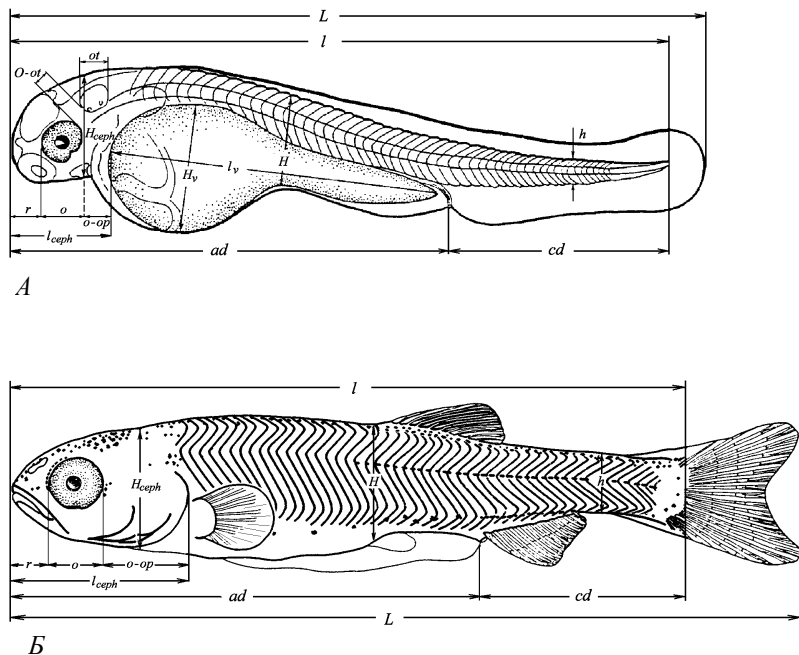 L
l
ot
O-ot
H_ceph
h
H
H_v
l_v
r o o-op
l_ceph
ad cd
А
l
H_ceph
H
h
r o o-op
l_ceph
ad cd
L
Б